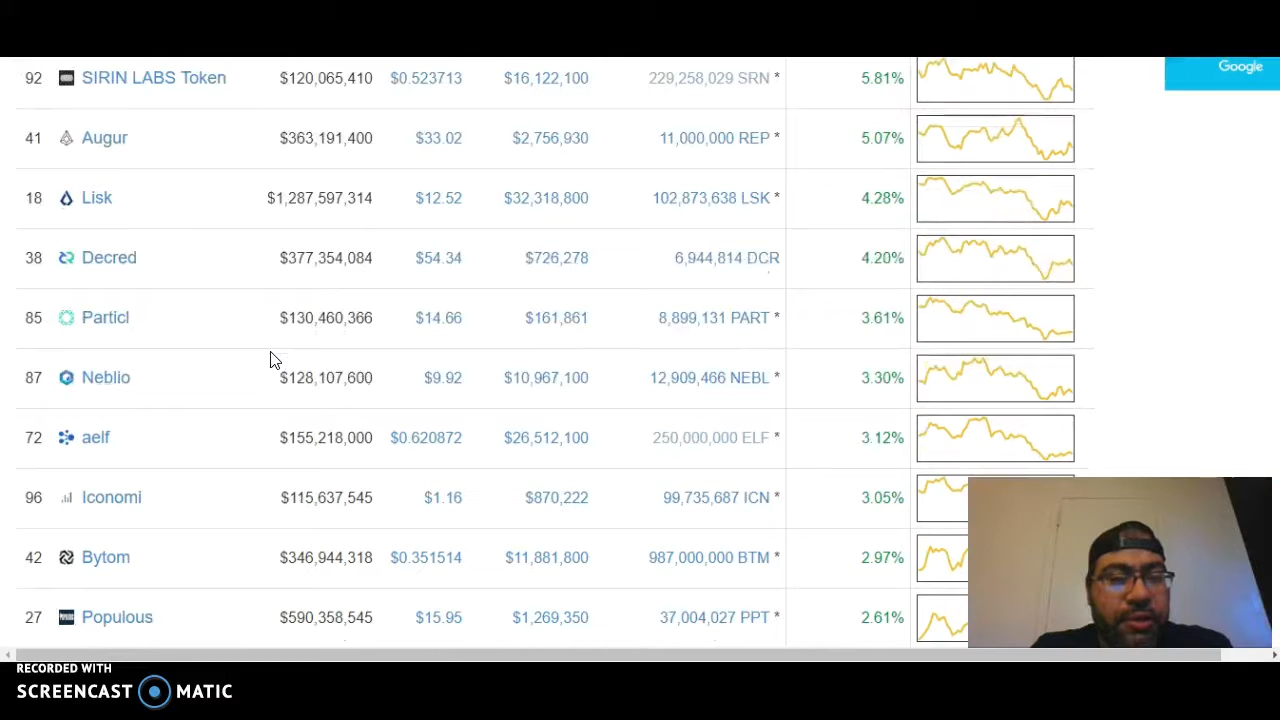 Google
92 SIRIN LABS Token $120,065,410 $0.523713 $16,122,100 229,258,029 SRN * 5.81%
41 Augur $363,191,400 $33.02 $2,756,930 11,000,000 REP * 5.07%
18 Lisk $1,287,597,314 $12.52 $32,318,800 102,873,638 LSK * 4.28%
38 Decred $377,354,084 $54.34 $726,278 6,944,814 DCR 4.20%
85 Particl $130,460,366 $14.66 $161,861 8,899,131 PART * 3.61%
87 Neblio $128,107,600 $9.92 $10,967,100 12,909,466 NEBL * 3.30%
72 aelf $155,218,000 $0.620872 $26,512,100 250,000,000 ELF * 3.12%
96 Iconomi $115,637,545 $1.16 $870,222 99,735,687 ICN * 3.05%
42 Bytom $346,944,318 $0.351514 $11,881,800 987,000,000 BTM * 2.97%
27 Populous $590,358,545 $15.95 $1,269,350 37,004,027 PPT * 2.61%
RECORDED WITH
SCREENCAST MATIC